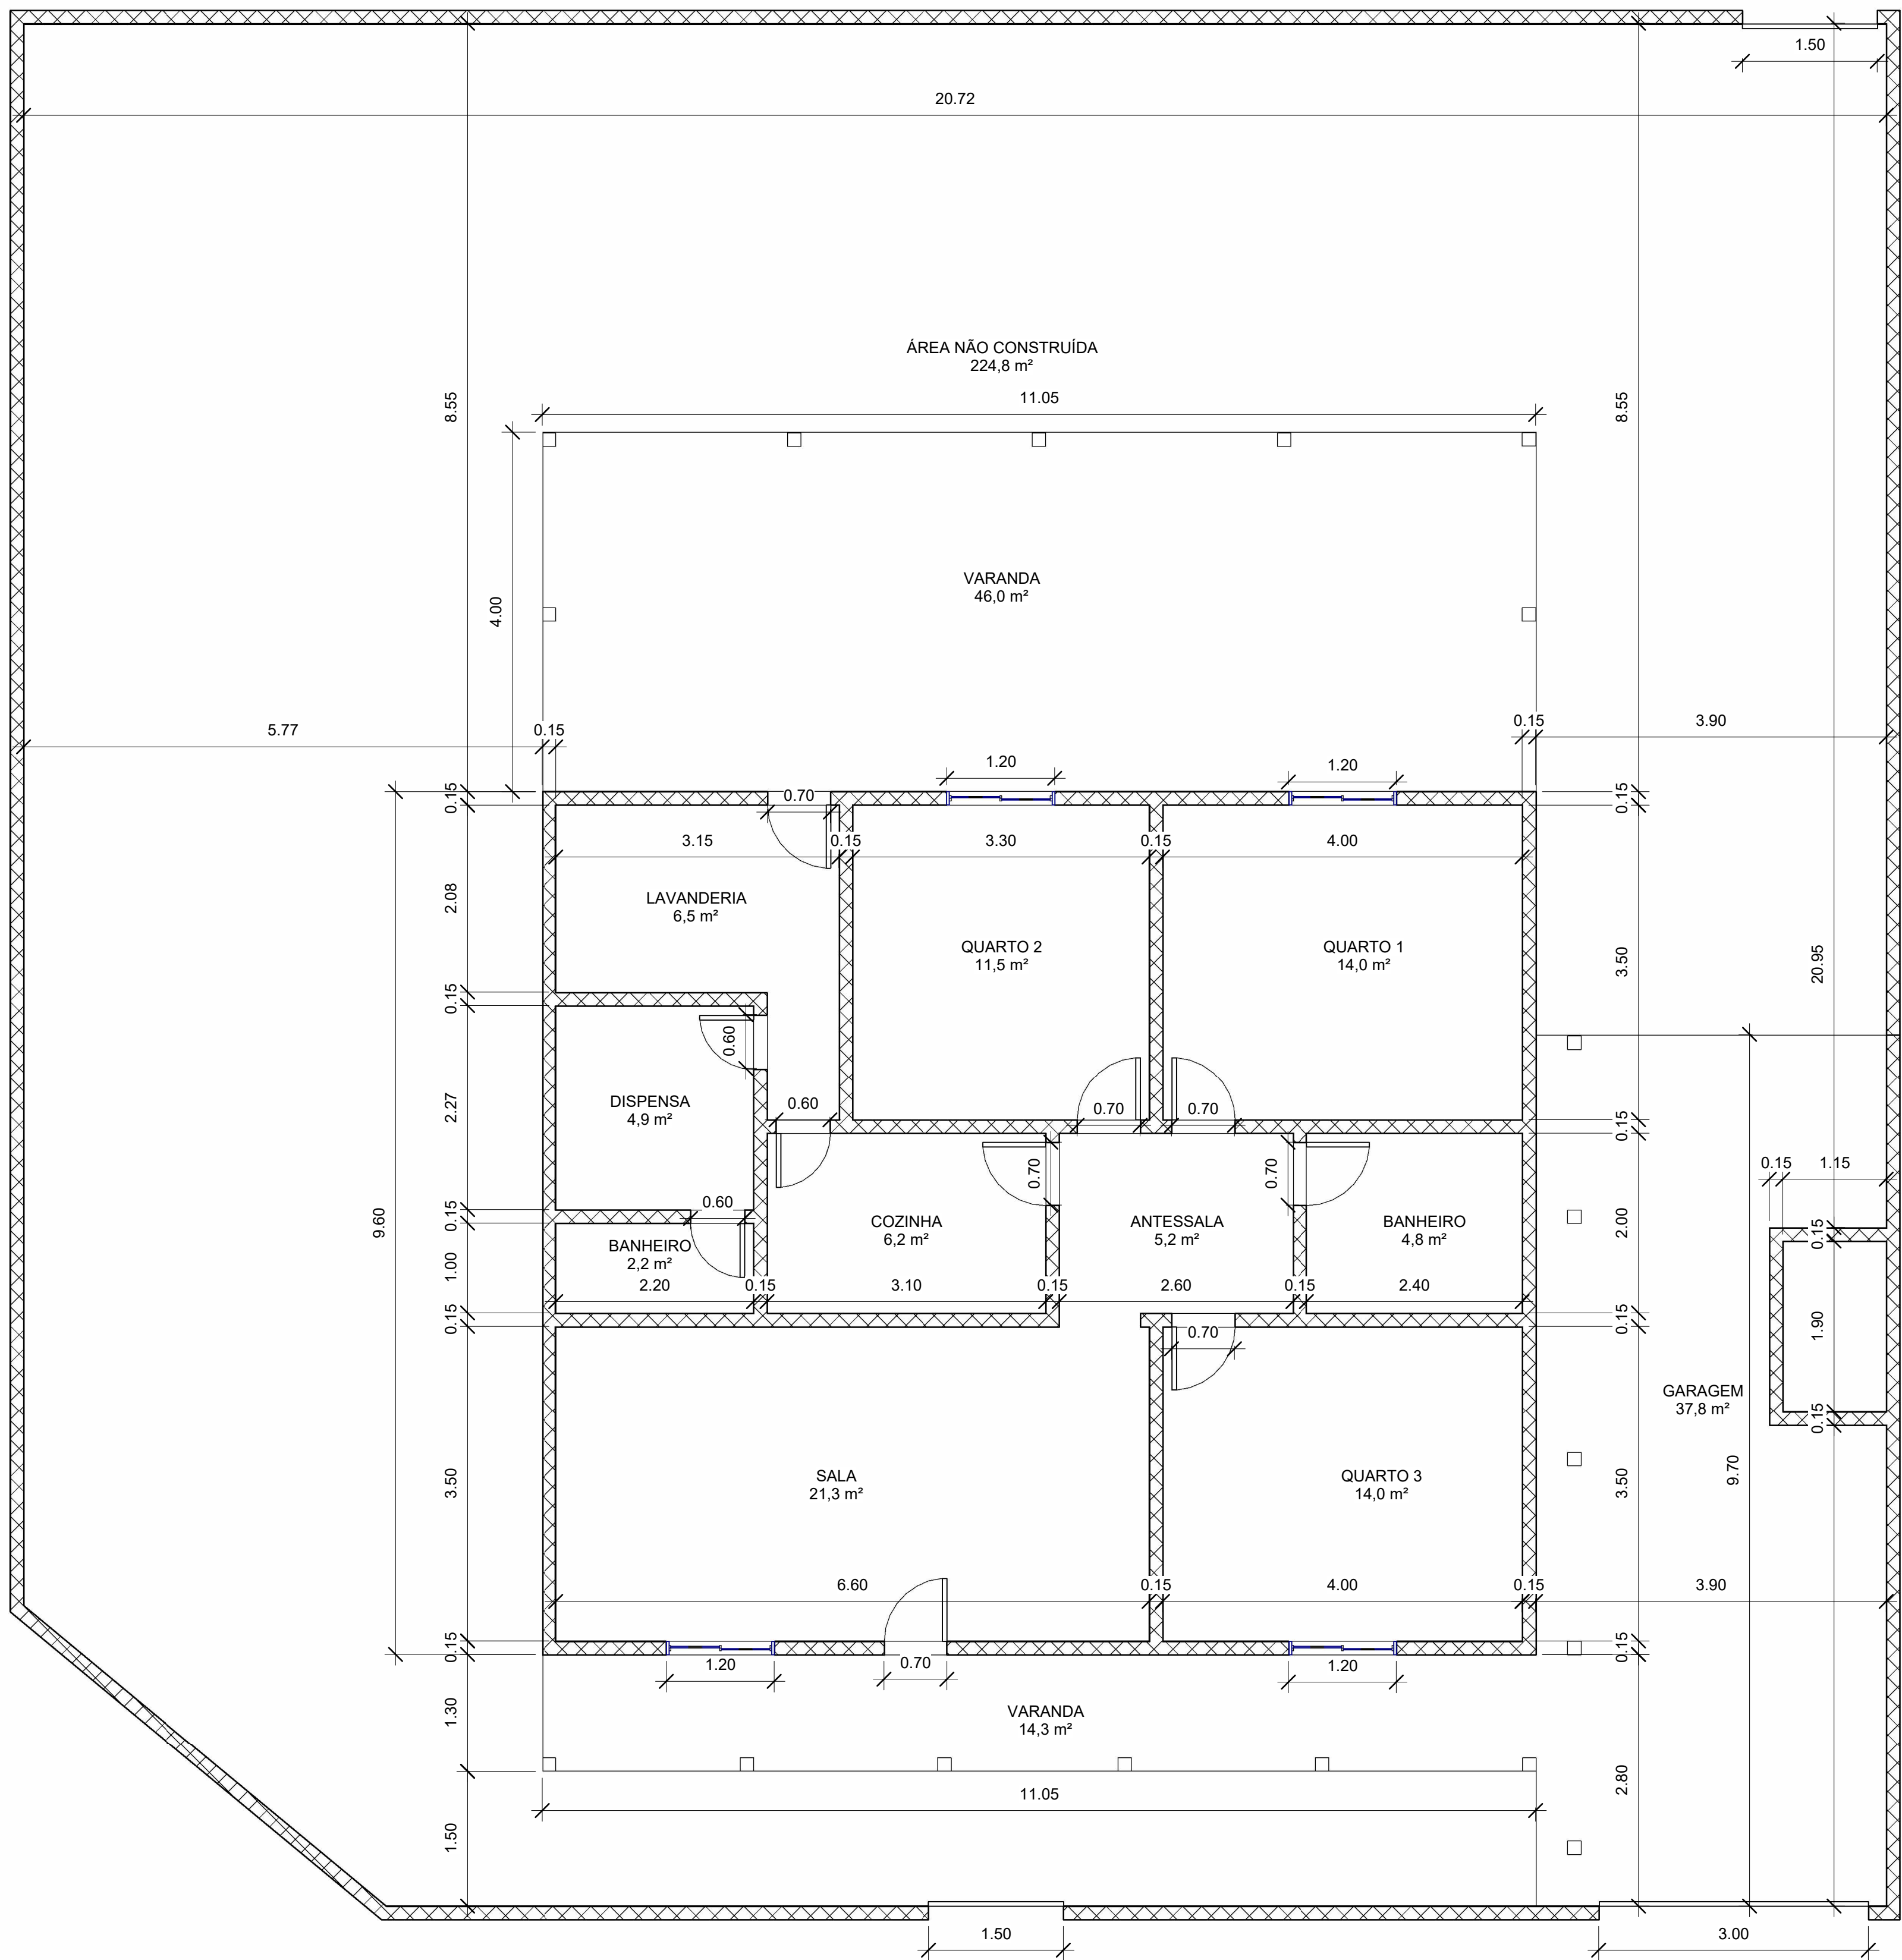 1.50
20.72
ÁREA NÃO CONSTRUÍDA
224,8 m²
8.55
11.05
8.55
VARANDA
46,0 m²
4.00
5.77
0.15
0.15
3.90
1.20
1.20
0.15
0.70
0.15
3.15
0.15
3.30
0.15
4.00
2.08
LAVANDERIA
6,5 m²
QUARTO 2
11,5 m²
QUARTO 1
14,0 m²
3.50
20.95
0.15
0.60
DISPENSA
4,9 m²
2.27
0.60
0.70
0.70
0.15
0.70
0.70
0.15
1.15
9.60
0.15
0.60
COZINHA
6,2 m²
ANTESSALA
5,2 m²
BANHEIRO
4,8 m²
2.00
0.15
BANHEIRO
2,2 m²
1.00
2.20
0.15
3.10
0.15
2.60
0.15
2.40
0.15
0.70
0.15
1.90
GARAGEM
37,8 m²
0.15
3.50
SALA
21,3 m²
QUARTO 3
14,0 m²
3.50
9.70
6.60
0.15
4.00
0.15
3.90
0.15
1.20
0.70
1.20
0.15
1.30
VARANDA
14,3 m²
11.05
2.80
1.50
1.50
3.00